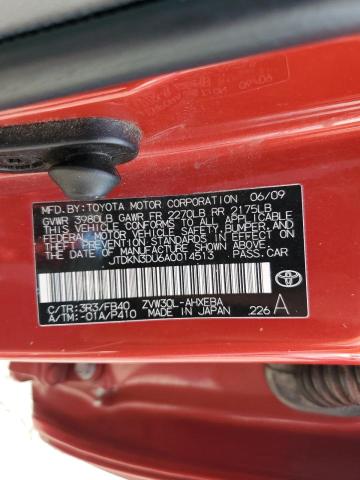 MFD.BY:TOYOTA MOTOR CORPORATION 06/09
GVWR 3980LB GAWR FR 2270LB RR 2175LB
THIS VEHICLE CONFORMS TO ALL APPLICABLE
FEDERAL MOTOR VEHICLE SAFETY, BUMPER, AND
THEFT PREVENTION STANDARDS IN EFFECT ON
THE DATE OF MANUFACTURE SHOWN ABOVE.
JTDKN3DU6A0014513 PASS.CAR
C/TR:3R3/FB40 ZVW30L-AHXEBA
A/TM:-01A/P410 MADE IN JAPAN 226 A
TOYOTA